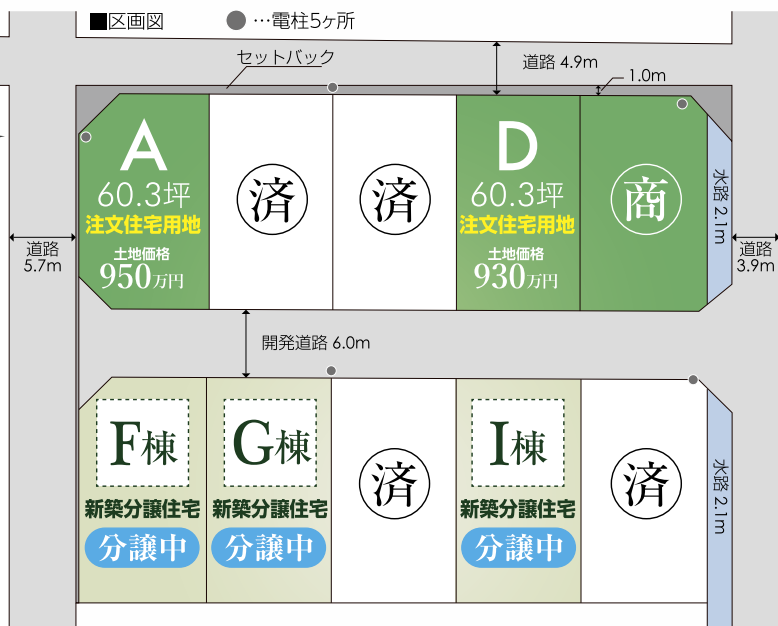 ■区画図
●…電柱5ヶ所
セットバック
道路 4.9m
1.0m
A
60.3坪
注文住宅用地
土地価格
950万円
済
済
D
60.3坪
注文住宅用地
土地価格
930万円
商
水路 2.1m
道路
5.7m
道路
3.9m
開発道路 6.0m
F棟
新築分譲住宅
分譲中
G棟
新築分譲住宅
分譲中
済
I棟
新築分譲住宅
分譲中
済
水路 2.1m